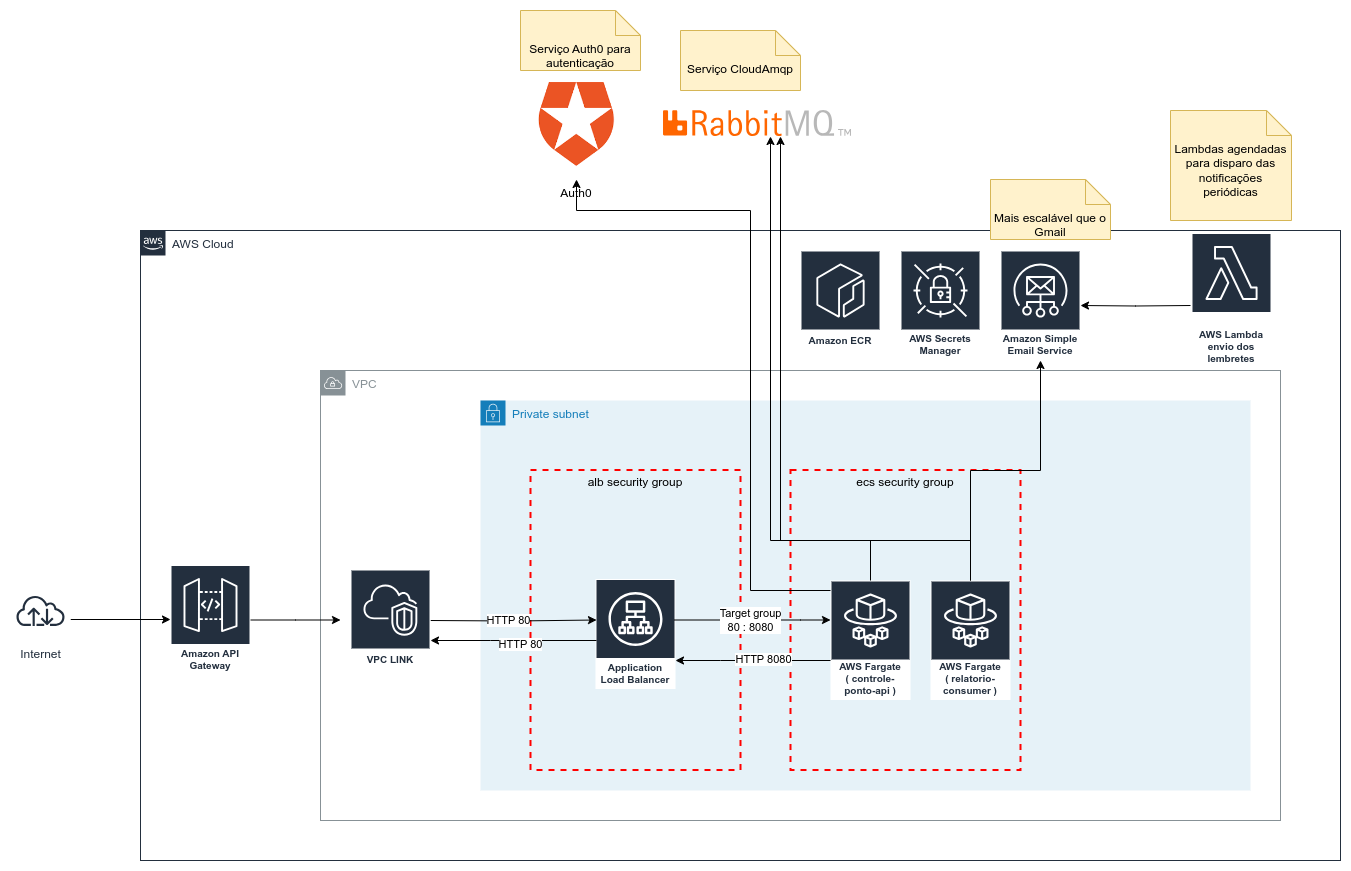 Serviço Auth0 para
autenticação
Serviço CloudAmqp
RabbitMQ TM
Lambdas agendadas
para disparo das
notificações
periódicas
Auth0
Mais escalável que o
Gmail
aws
AWS Cloud
Amazon ECR
AWS Secrets
Manager
Amazon Simple
Email Service
AWS Lambda
envio dos
lembretes
VPC
Private subnet
alb security group
ecs security group
Internet
Amazon API
Gateway
VPC LINK
HTTP 80
HTTP 80
Application
Load Balancer
Target group
80 : 8080
HTTP 8080
AWS Fargate
( controle-
ponto-api )
AWS Fargate
( relatorio-
consumer )